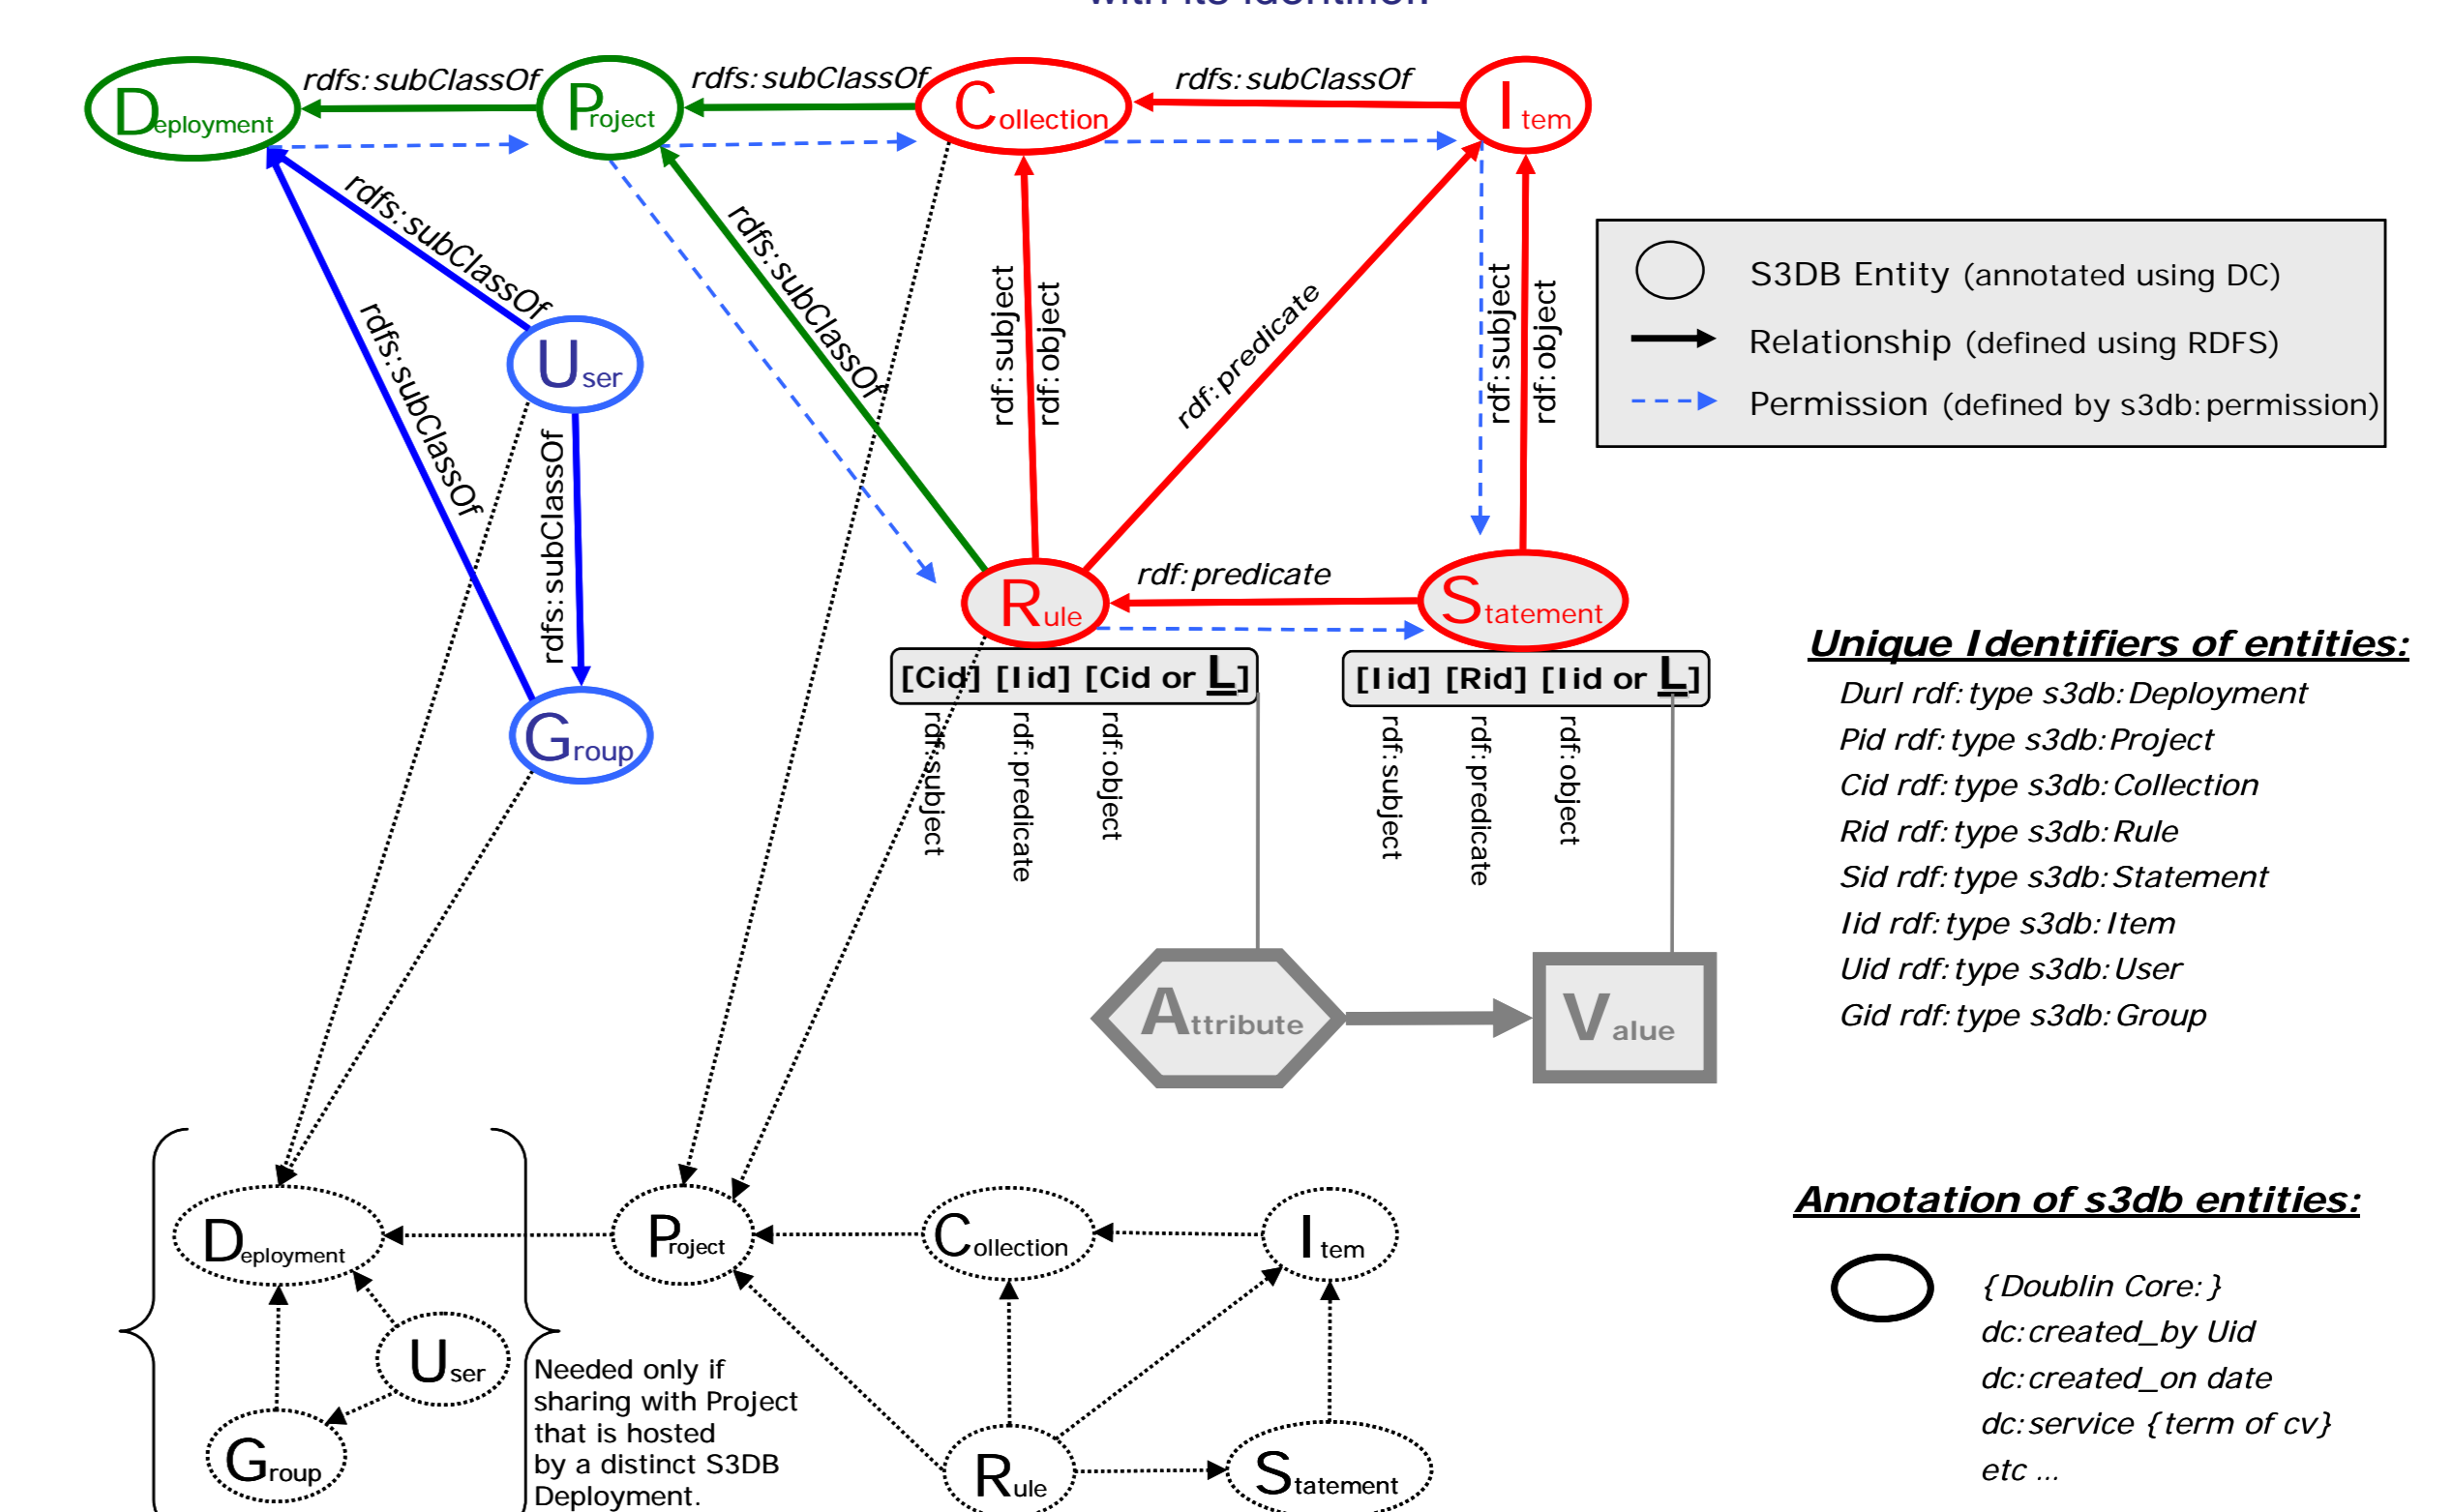 with its identifier.
Deployment
rdfs:subClassOf
Project
rdfs:subClassOf
Collection
rdfs:subClassOf
Item
rdfs:subClassOf
rdfs:subClassOf
User
rdfs:subClassOf
Group
rdfs:subClassOf
rdf:subject
rdf:object
rdf:predicate
rdf:subject
rdf:object
S3DB Entity (annotated using DC)
Relationship (defined using RDFS)
Permission (defined by s3db:permission)
Rule
rdf:predicate
Statement
[Cid] [Iid] [Cid or L]
rdf:subject
rdf:predicate
rdf:object
[Iid] [Rid] [Iid or L]
rdf:subject
rdf:predicate
rdf:object
Attribute
Value
Unique Identifiers of entities:
Durl rdf:type s3db:Deployment
Pid rdf:type s3db:Project
Cid rdf:type s3db:Collection
Rid rdf:type s3db:Rule
Sid rdf:type s3db:Statement
Iid rdf:type s3db:Item
Uid rdf:type s3db:User
Gid rdf:type s3db:Group
Deployment
Project
Collection
Item
User
Group
Needed only if
sharing with Project
that is hosted
by a distinct S3DB
Deployment.
Rule
Statement
Annotation of s3db entities:
{Doublin Core:}
dc:created_by Uid
dc:created_on date
dc:service {term of cv}
etc ...